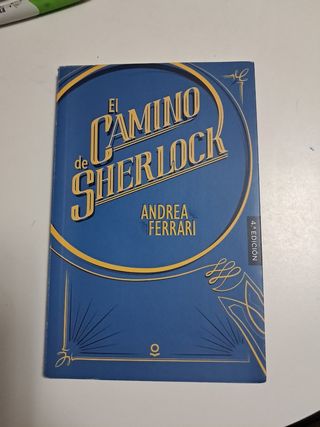 El
CAMINO
de
SHERLOCK
ANDREA
FERRARI
4.ª EDICIÓN